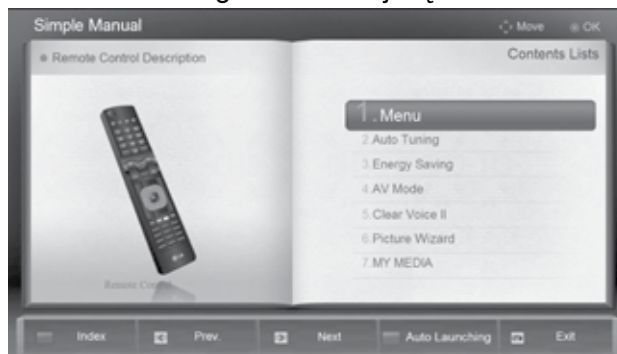 Simple Manual
Move OK
Remote Control Description
Contents Lists
1. Menu
2.Auto Tuning
3.Energy Saving
4.AV Mode
5.Clear Voice II
6.Picture Wizard
7.MY MEDIA
Remote Control
Index Prev. Next Auto Launching Exit